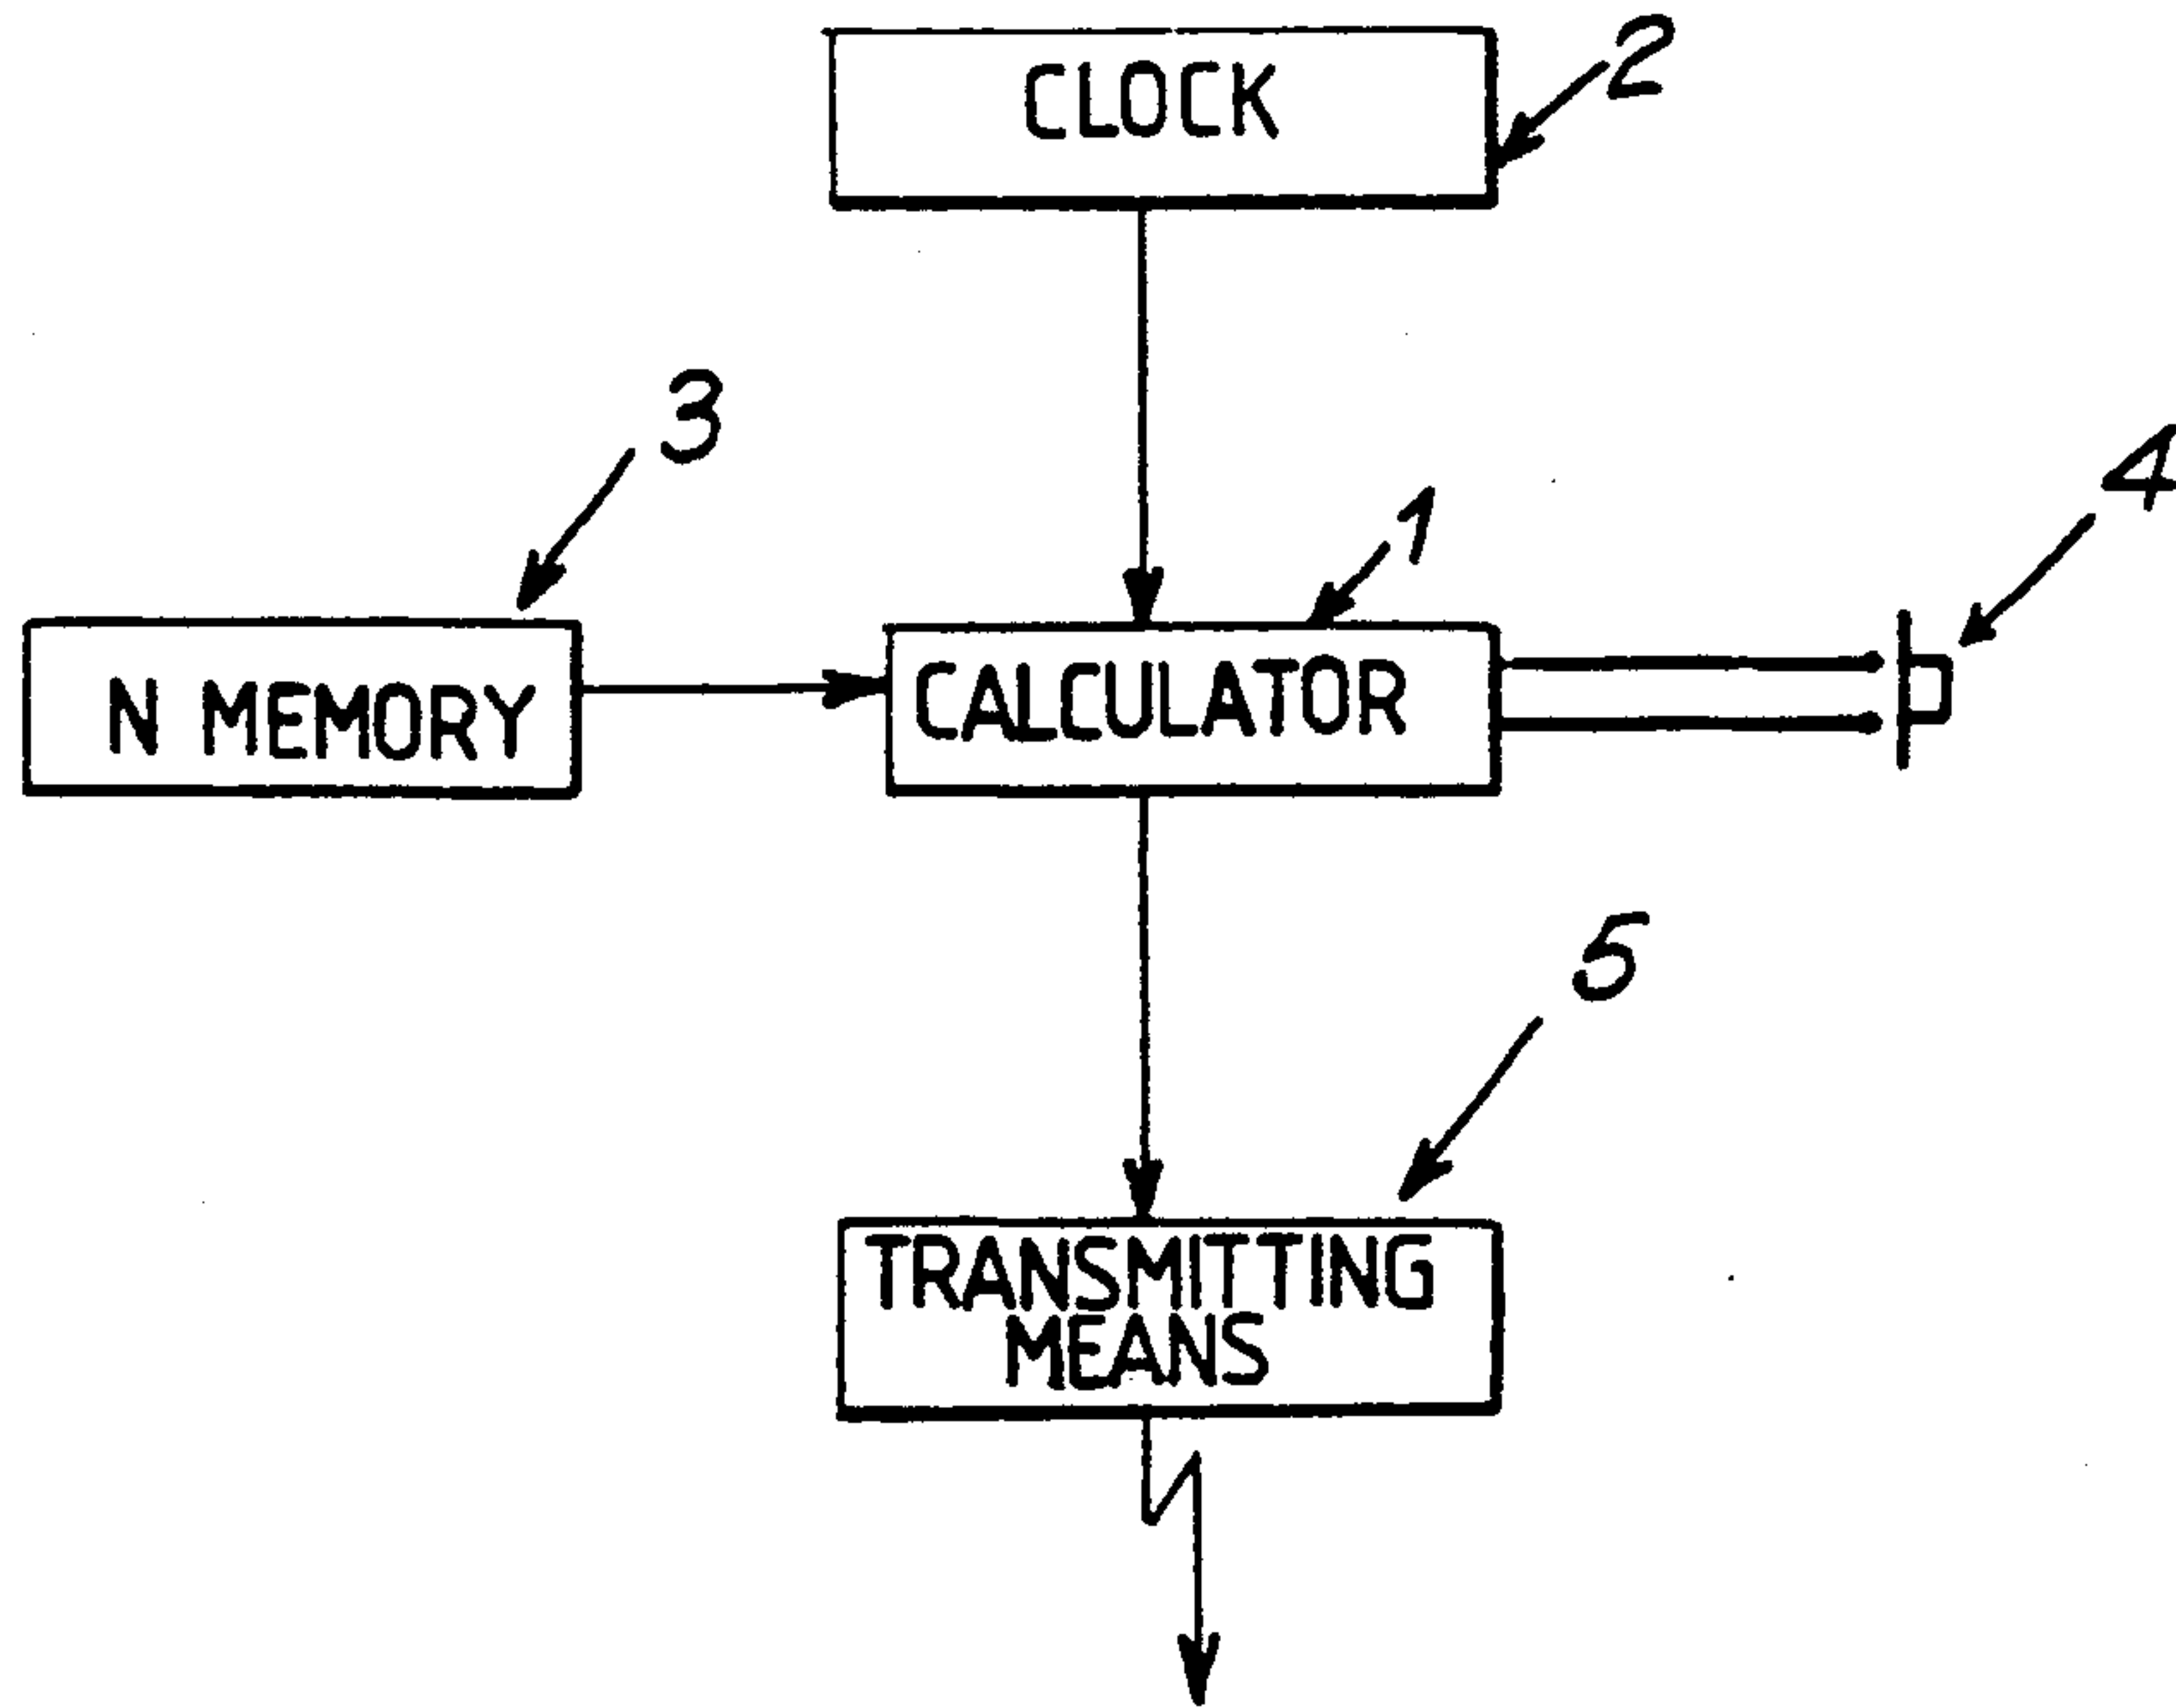 CLOCK
2
3
1
4
N MEMORY
CALCULATOR
5
TRANSMITTING
MEANS